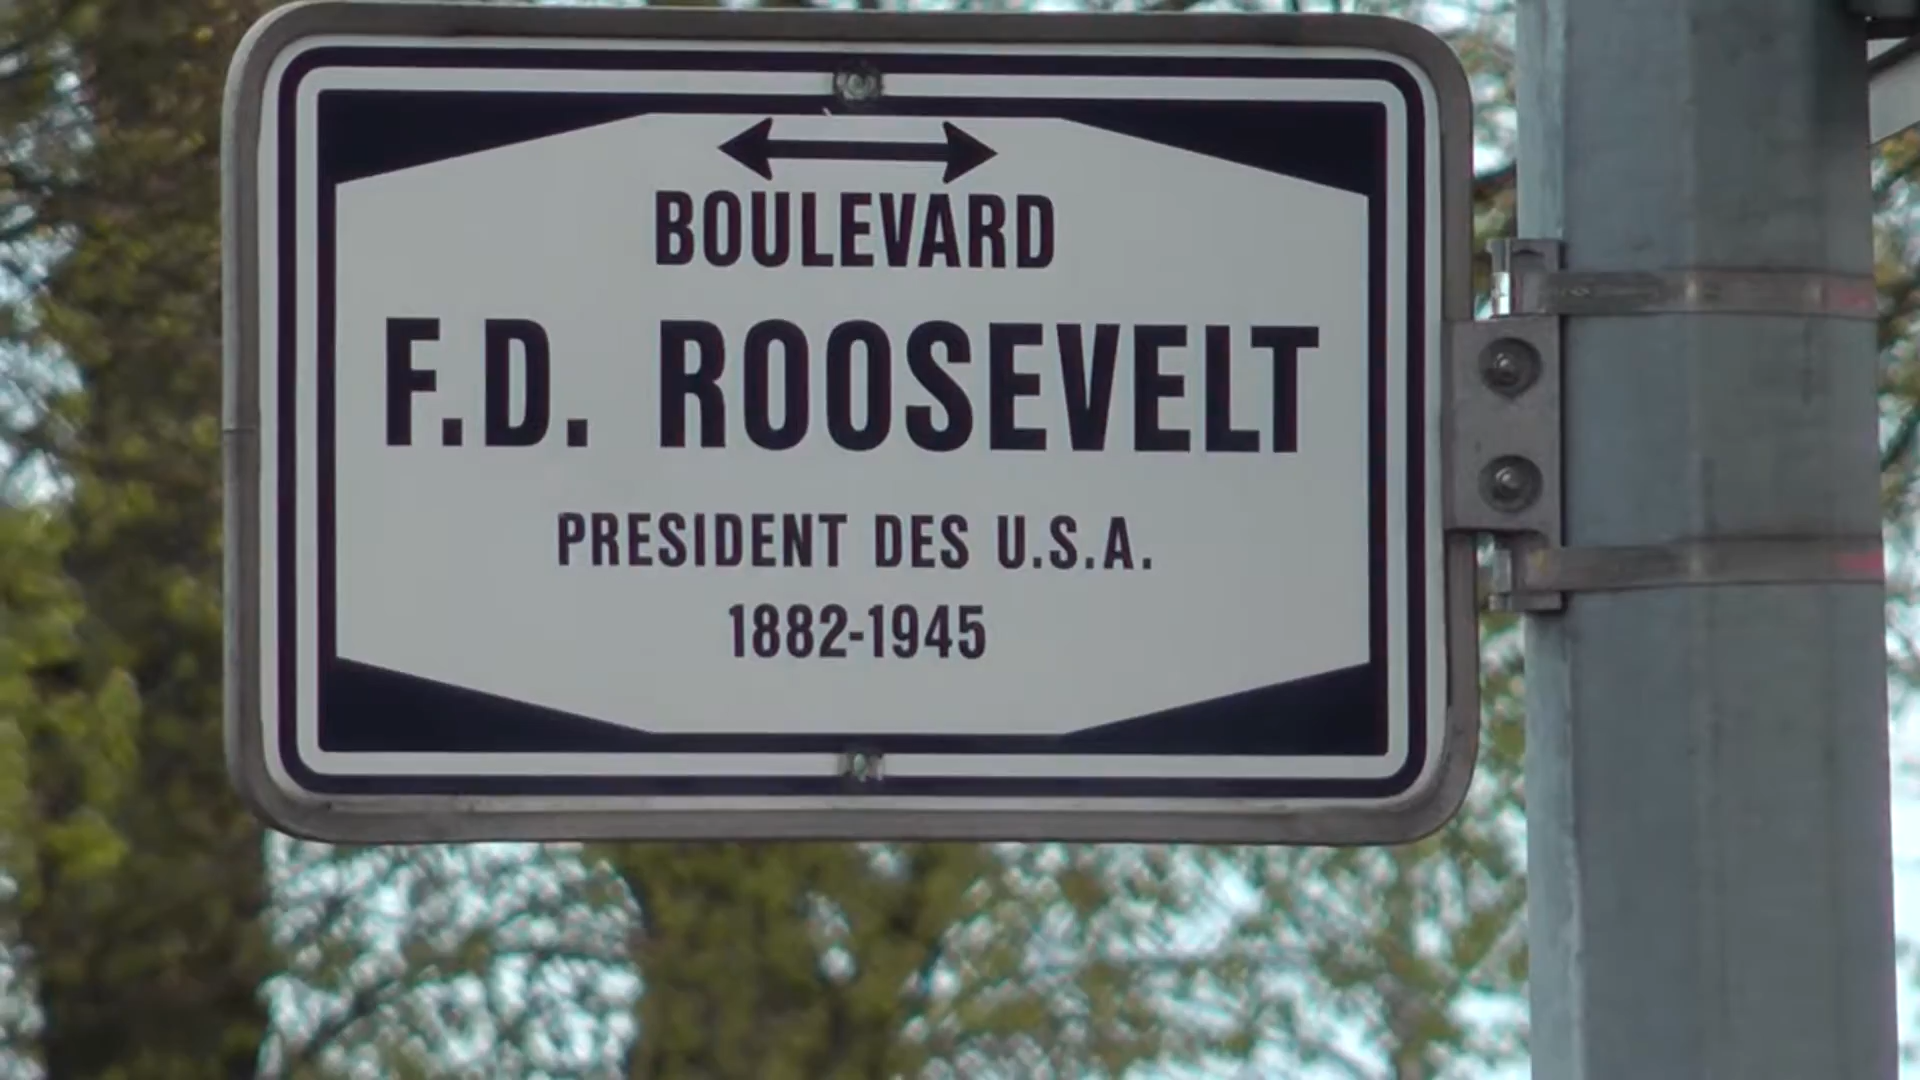 BOULEVARD
F.D. ROOSEVELT
PRESIDENT DES U.S.A.
1882-1945